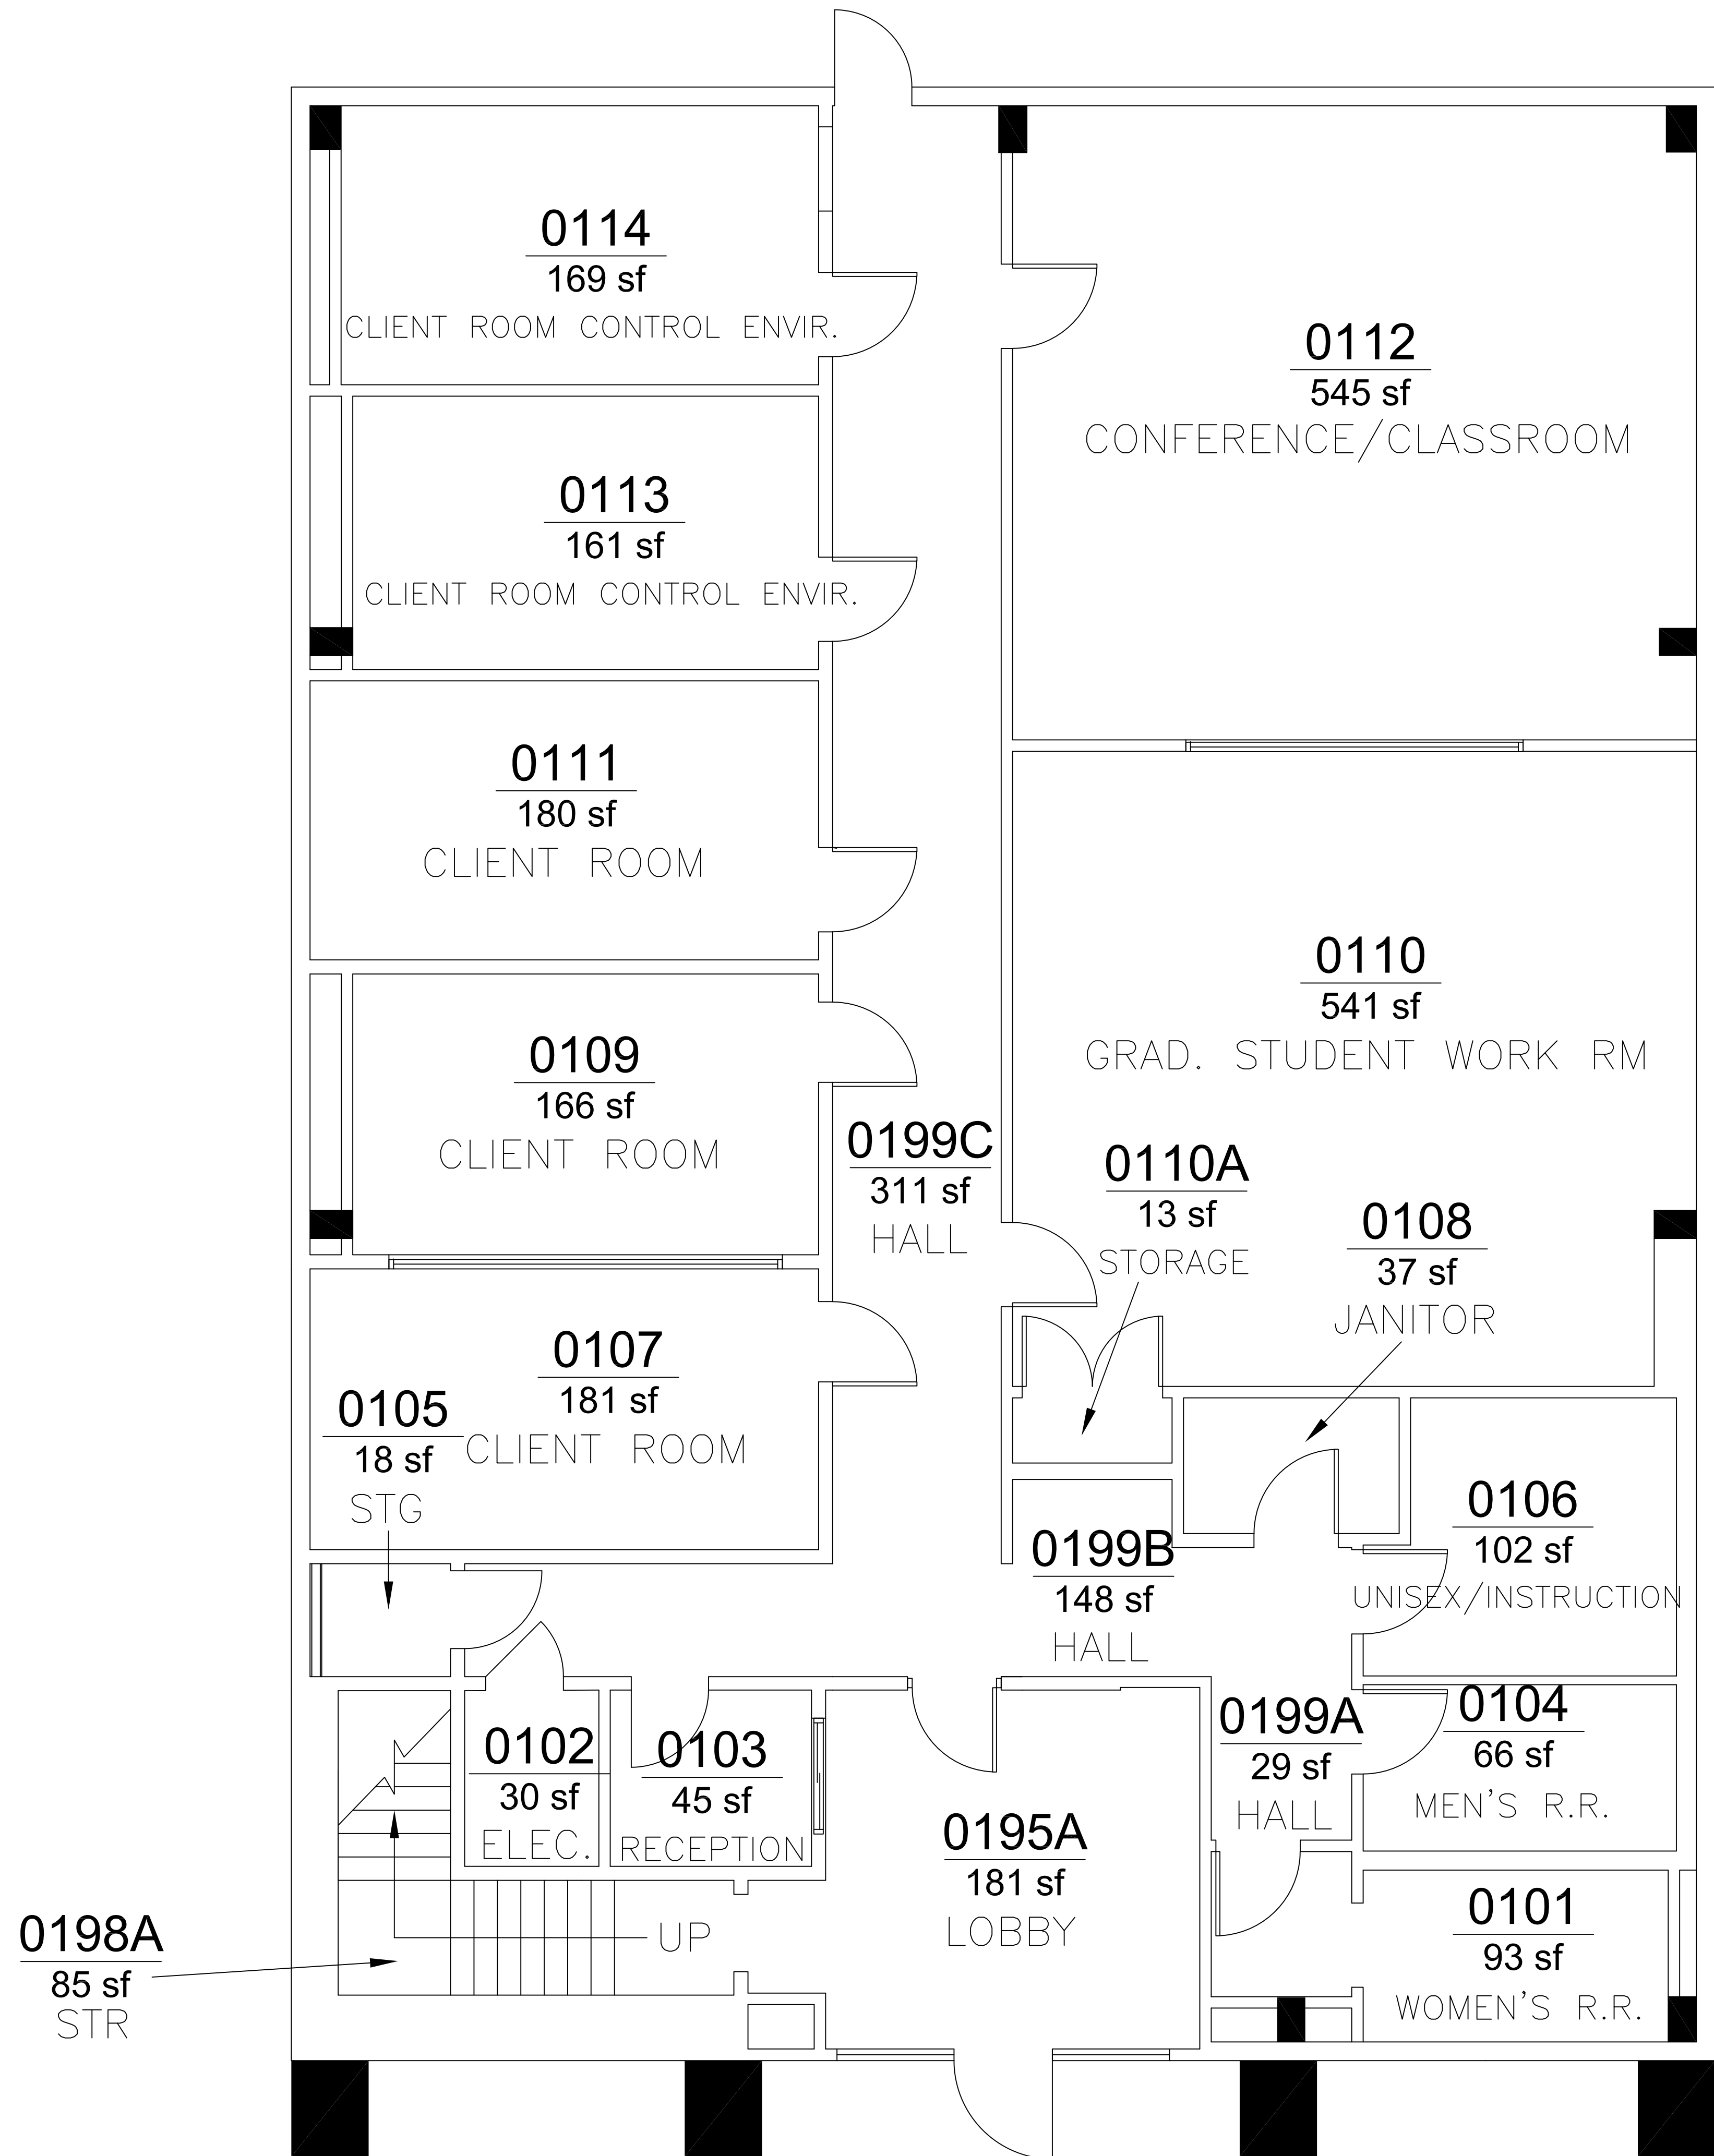 0114
169 sf
CLIENT ROOM CONTROL ENVIR.
0112
545 sf
CONFERENCE/CLASSROOM
0113
161 sf
CLIENT ROOM CONTROL ENVIR.
0111
180 sf
CLIENT ROOM
0110
541 sf
GRAD. STUDENT WORK RM
0109
166 sf
CLIENT ROOM
0199C
311 sf
HALL
0110A
13 sf
STORAGE
0108
37 sf
JANITOR
0107
181 sf
CLIENT ROOM
0105
18 sf
STG
0106
102 sf
UNISEX/INSTRUCTION
0199B
148 sf
HALL
0104
66 sf
MEN'S R.R.
0199A
29 sf
HALL
0102
30 sf
ELEC.
0103
45 sf
RECEPTION
0195A
181 sf
LOBBY
0101
93 sf
WOMEN'S R.R.
UP
0198A
85 sf
STR